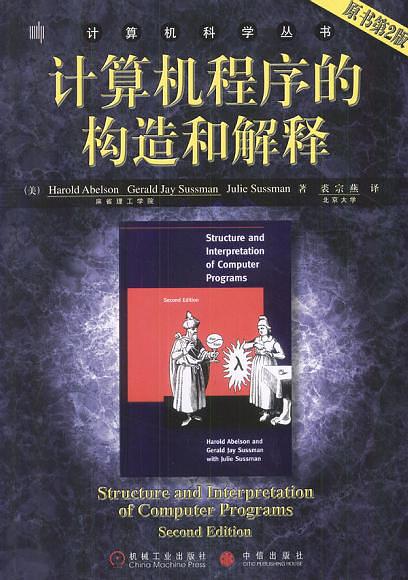 计算机科学丛书
原书第2版
计算机程序的
构造和解释
(美) Harold Abelson Gerald Jay Sussman Julie Sussman 著 裘宗燕 译
麻省理工学院 北京大学
Structure and
Interpretation
of Computer
Programs
Second Edition
λ
Harold Abelson and
Gerald Jay Sussman
with Julie Sussman
Structure and Interpretation
of Computer Programs
Second Edition
机械工业出版社
China Machine Press
中信出版社
CITIC PUBLISHING HOUSE